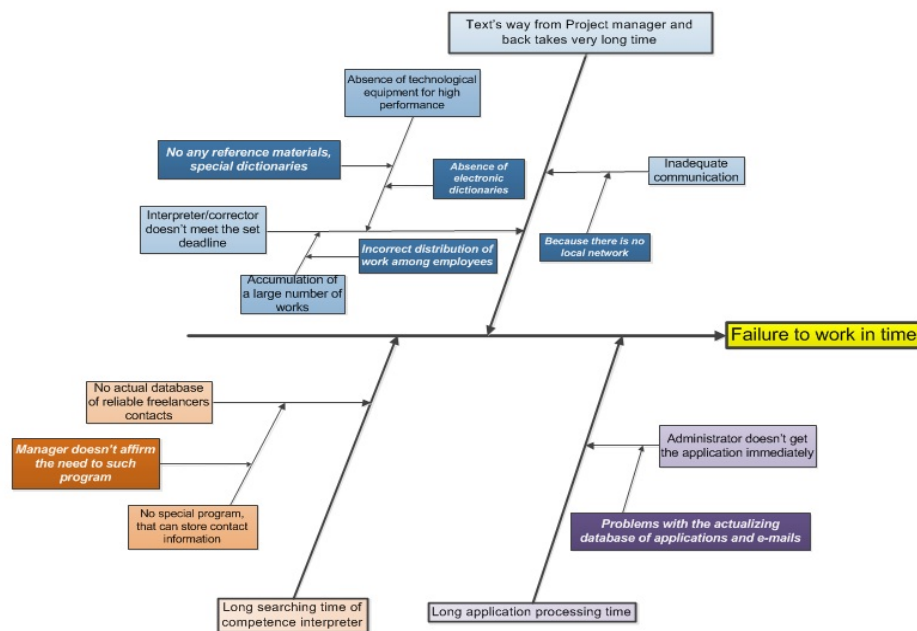 Text's way from Project manager and
back takes very long time
Absence of technological
equipment for high
performance
No any reference materials,
special dictionaries
Absence of
electronic
dictionaries
Inadequate
communication
Interpreter/corrector
doesn't meet the set
deadline
Incorrect distribution of
work among employees
Because there is no
local network
Accumulation of
a large number of
works
Failure to work in time
No actual database
of reliable freelancers
contacts
Manager doesn't affirm
the need to such
program
No special program,
that can store contact
information
Administrator doesn't get
the application immediately
Problems with the actualizing
database of applications and e-mails
Long searching time of
competence interpreter
Long application processing time